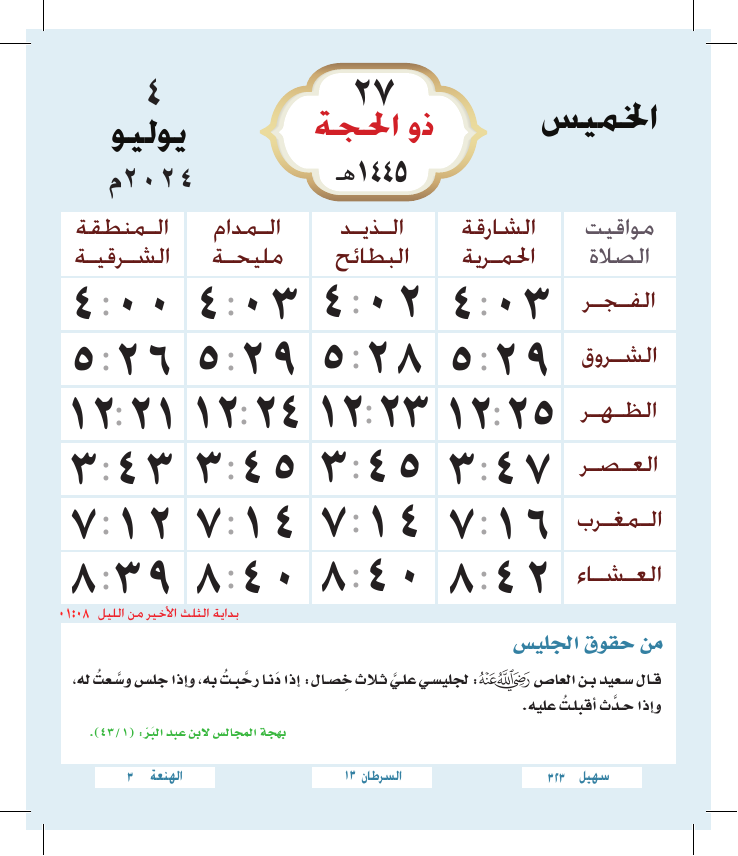 الخميس
٢٧
ذو الحجة
١٤٤٥هـ
٤
يوليو
٢٠٢٤م
مواقيت الصلاة	الشارقة الحمرية	الذيد البطائح	المدام مليحة	المنطقة الشرقية
الفجر	٤:٠٣	٤:٠٢	٤:٠٣	٤:٠٠
الشروق	٥:٢٩	٥:٢٨	٥:٢٩	٥:٢٦
الظهر	١٢:٢٥	١٢:٢٣	١٢:٢٤	١٢:٢١
العصر	٣:٤٧	٣:٤٥	٣:٤٥	٣:٤٣
المغرب	٧:١٦	٧:١٤	٧:١٤	٧:١٢
العشاء	٨:٤٢	٨:٤٠	٨:٤٠	٨:٣٩
بداية الثلث الأخير من الليل ٠١:٠٨
من حقوق الجليس
قال سعيد بن العاص رَضِيَ اللَّهُ عَنْهُ: لجليسي عليَّ ثلاث خِصال: إذا دَنا رحَّبتُ به، وإذا جلس وسَّعتُ له،
وإذا حدَّث أقبلتُ عليه.
بهجة المجالس لابن عبد البَرّ: (٤٣/١).
سهيل ٣٢٣	السرطان ١٣	الهنعة ٣